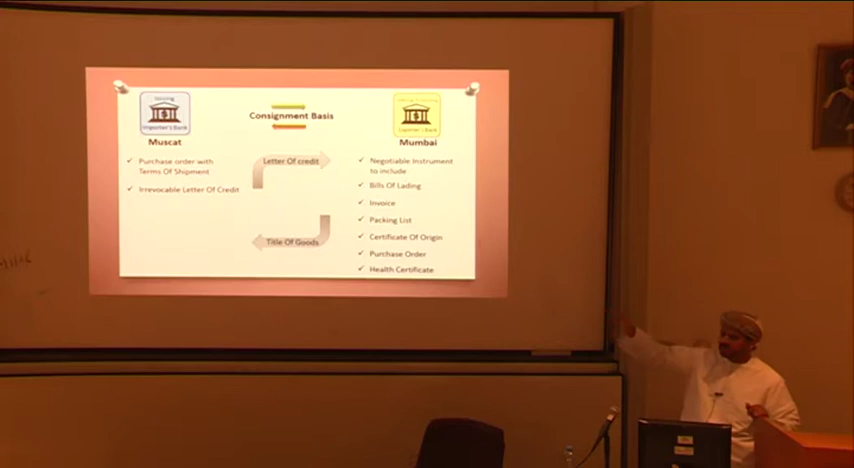 Issuing
Importer's Bank
Muscat
✓ Purchase order with
Terms Of Shipment
✓ Irrevocable Letter Of Credit
Consignment Basis
Letter Of credit
Title Of Goods
Exporter's Bank
Mumbai
✓ Negotiable Instrument
to include
✓ Bills Of Lading
✓ Invoice
✓ Packing List
✓ Certificate Of Origin
✓ Purchase Order
✓ Health Certificate